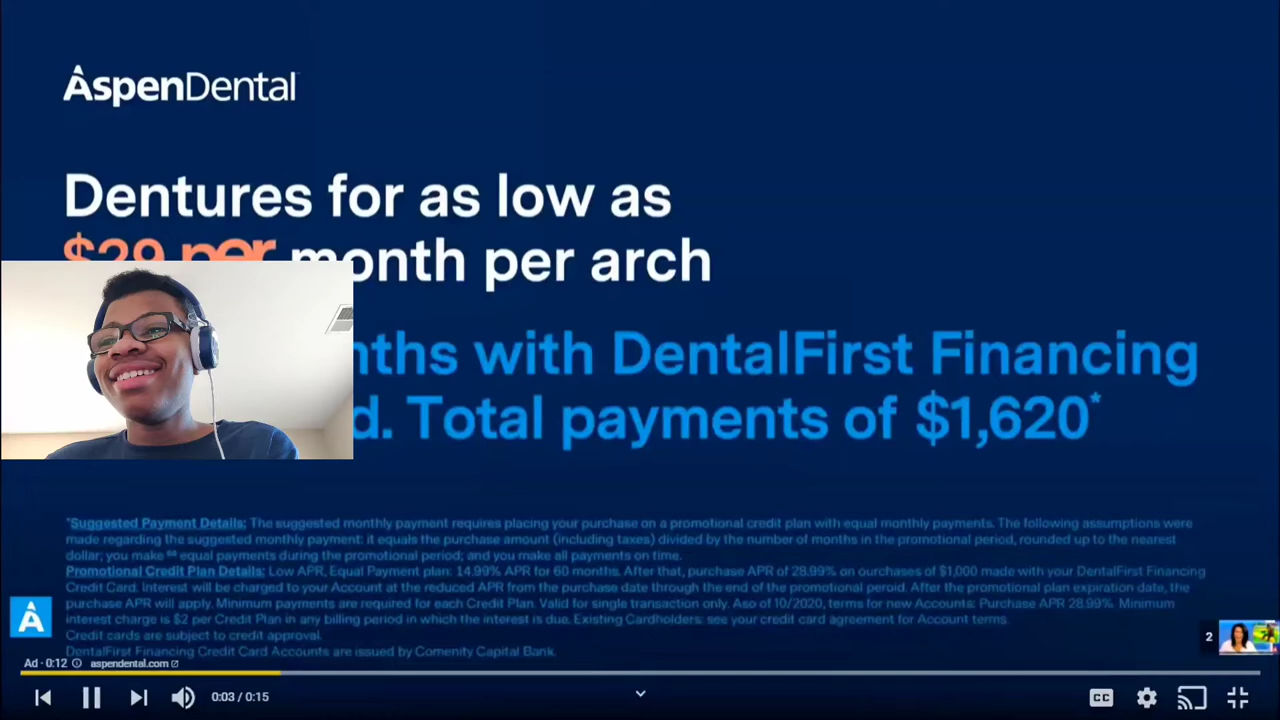 AspenDental
Dentures for as low as
$29 per month per arch
nths with DentalFirst Financing
d. Total payments of $1,620*
*Suggested Payment Details: The suggested monthly payment requires placing your purchase on a promotional credit plan with equal monthly payments. The following assumptions were
made regarding the suggested monthly payment: it equals the purchase amount (including taxes) divided by the number of months in the promotional period, rounded up to the nearest
dollar; you make equal payments during the promotional period; and you make all payments on time.
Promotional Credit Plan Details: Low APR, Equal Payment plan: 14.99% APR for 60 months. After that, purchase APR of 28.99% on ourchases of $1,000 made with your DentalFirst Financing
Credit Card. Interest will be charged to your Account at the reduced APR from the purchase date through the end of the promotional peroid. After the promotional plan expiration date, the
purchase APR will apply. Minimum payments are required for each Credit Plan. Valid for single transaction only. Aso of 10/2020, terms for new Accounts: Purchase APR 28.99%. Minimum
interest charge is $2 per Credit Plan in any billing period in which the interest is due. Existing Cardholders: see your credit card agreement for Account terms.
Credit cards are subject to credit approval.
DentalFirst Financing Credit Card Accounts are issued by Comenity Capital Bank.
A
2
Ad · 0:12 aspendental.com
0:03 / 0:15
CC